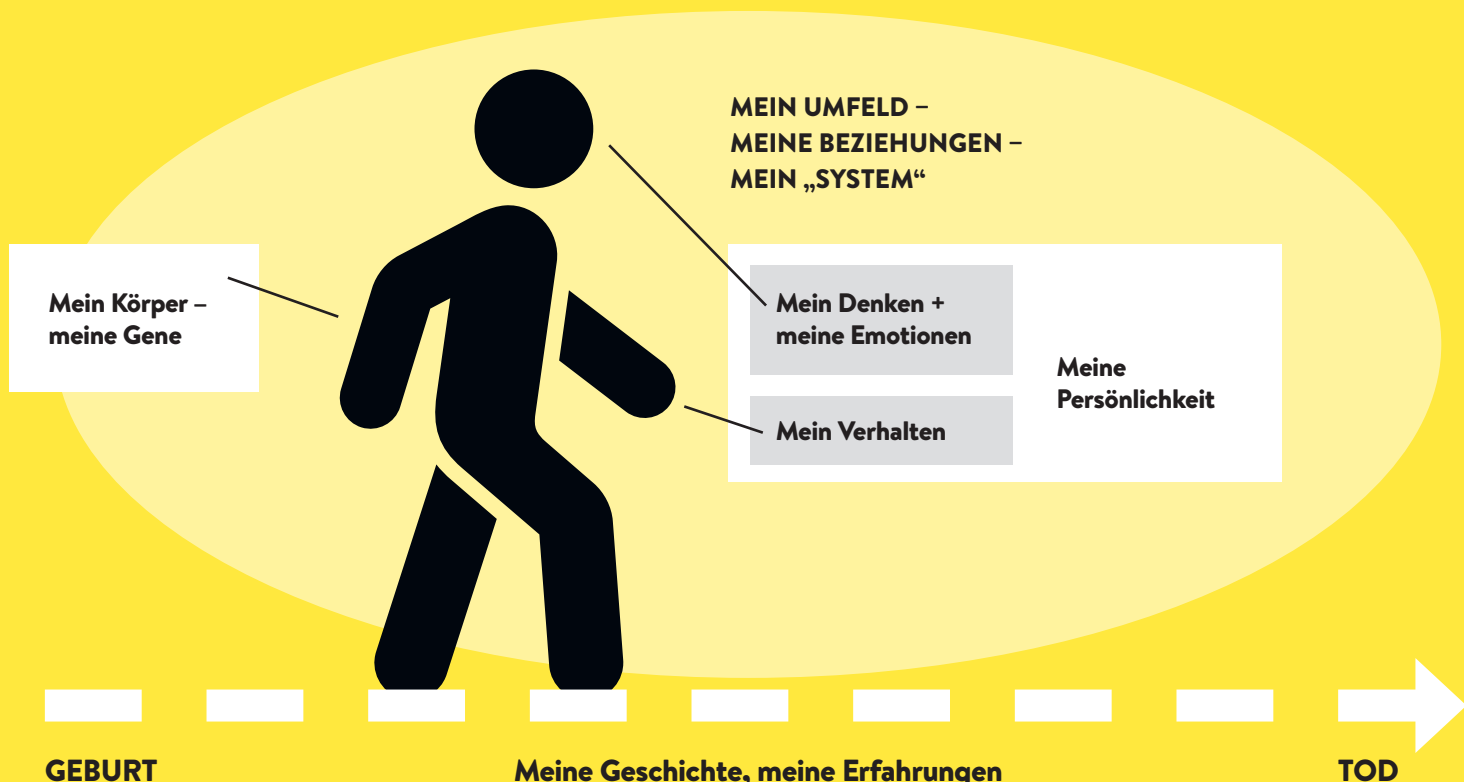 MEIN UMFELD –
MEINE BEZIEHUNGEN –
MEIN „SYSTEM“
Mein Körper –
meine Gene
Mein Denken +
meine Emotionen
Meine
Persönlichkeit
Mein Verhalten
GEBURT
Meine Geschichte, meine Erfahrungen
TOD